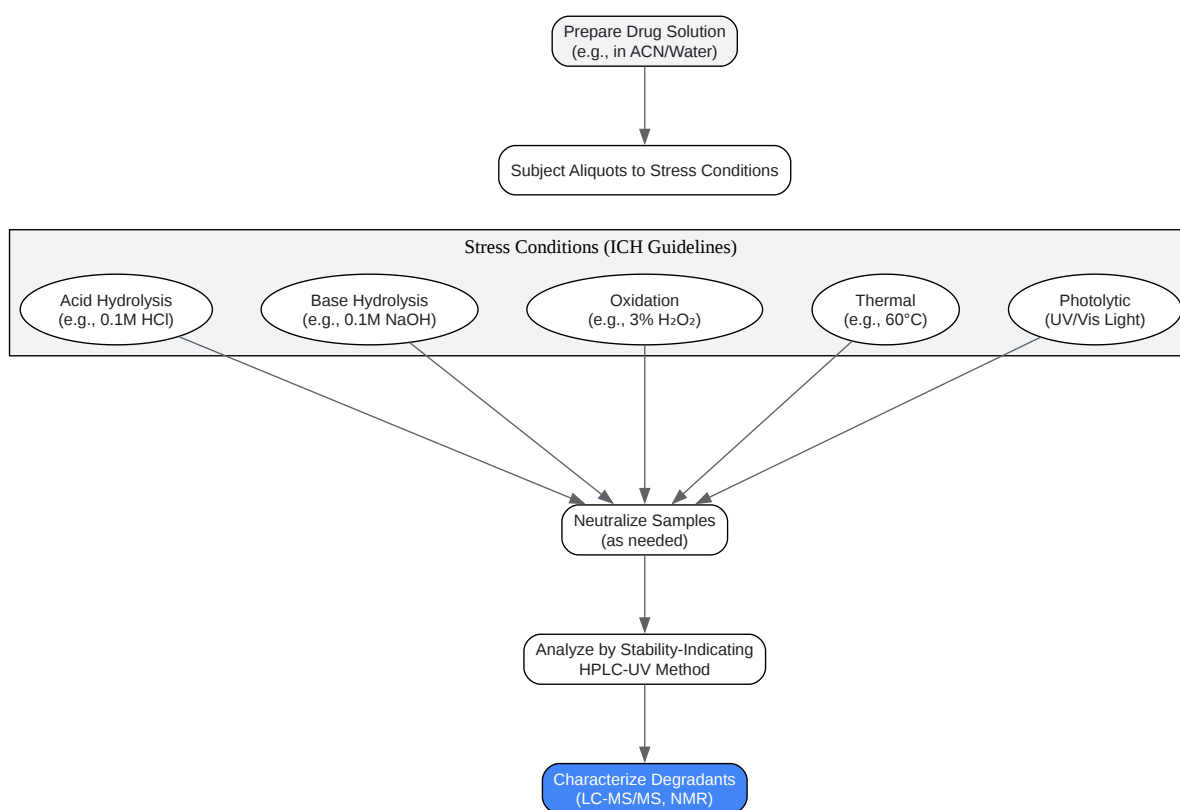 Prepare Drug Solution
(e.g., in ACN/Water)
Subject Aliquots to Stress Conditions
Stress Conditions (ICH Guidelines)
Acid Hydrolysis
(e.g., 0.1M HCl)
Base Hydrolysis
(e.g., 0.1M NaOH)
Oxidation
(e.g., 3% H₂O₂)
Thermal
(e.g., 60°C)
Photolytic
(UV/Vis Light)
Neutralize Samples
(as needed)
Analyze by Stability-Indicating
HPLC-UV Method
Characterize Degradants
(LC-MS/MS, NMR)